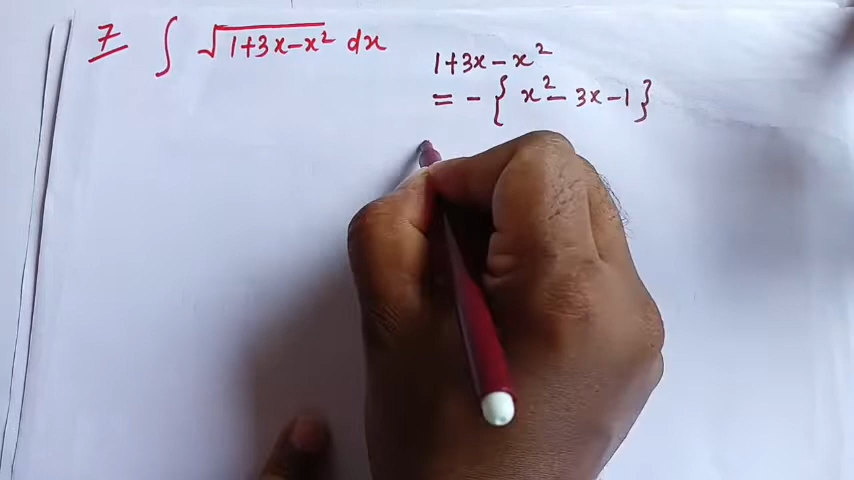 7 ∫ √(1+3x-x²) dx
1+3x-x²
= -{ x²-3x-1}